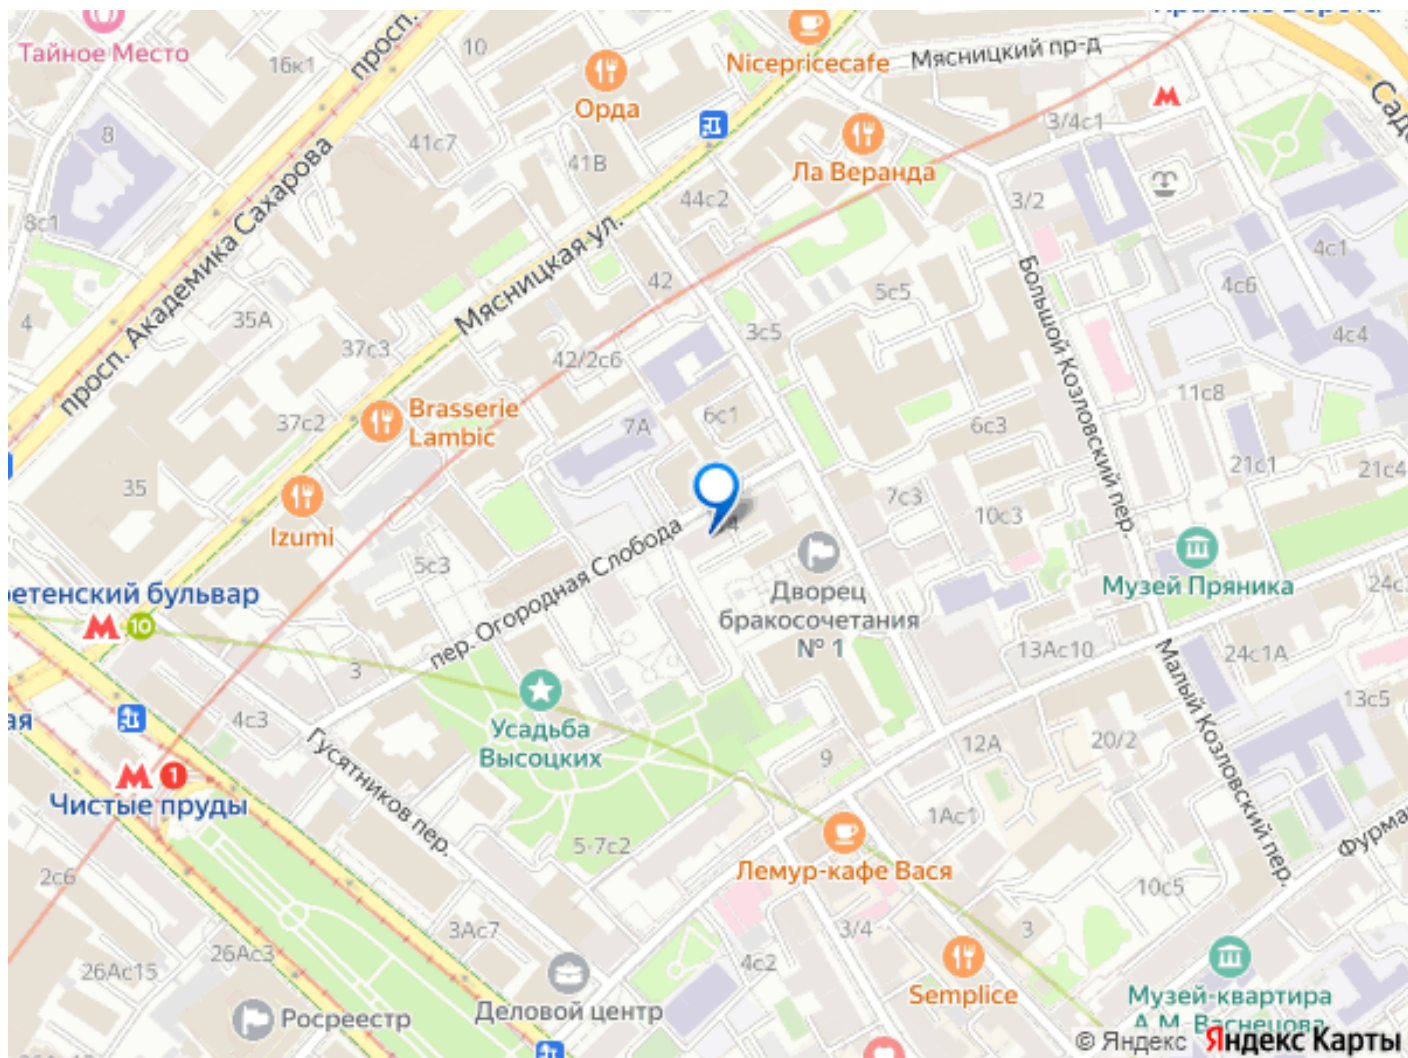 Тайное Место
16к1
просп.
10
Nicepricecafe
Мясницкий пр-д
Орда
8
41с7
41В
3/4с1
Ла Веранда
44с2
3/2
8с1
просп. Академика Сахарова
Мясницкая ул.
42
5с5
4с1
4с6
4
35А
37с3
42/2с6
3с5
4с4
Большой Козловский пер.
11с8
Brasserie
Lambic
37с2
7А
6с1
6с3
21с1
21с4
35
Izumi
7с3
10с3
5с3
4
пер. Огородная Слобода
Дворец
бракосочетания
№ 1
Музей Пряника
етенский бульвар
10
24с
3
13Ас10
24с1А
13с5
ая
4с3
Усадьба
Высоцких
Гусятников пер.
9
12А
20/2
Малый Козловский пер.
1
Чистые пруды
5-7с2
1Ас1
Фурма
Лемур-кафе Вася
2с6
10с5
3Ас7
3/4
3
26Ас3
26Ас15
4с2
Semplice
Росреестр
Деловой центр
Музей-квартира
А.М. Васнецова
© Яндекс Яндекс Карты